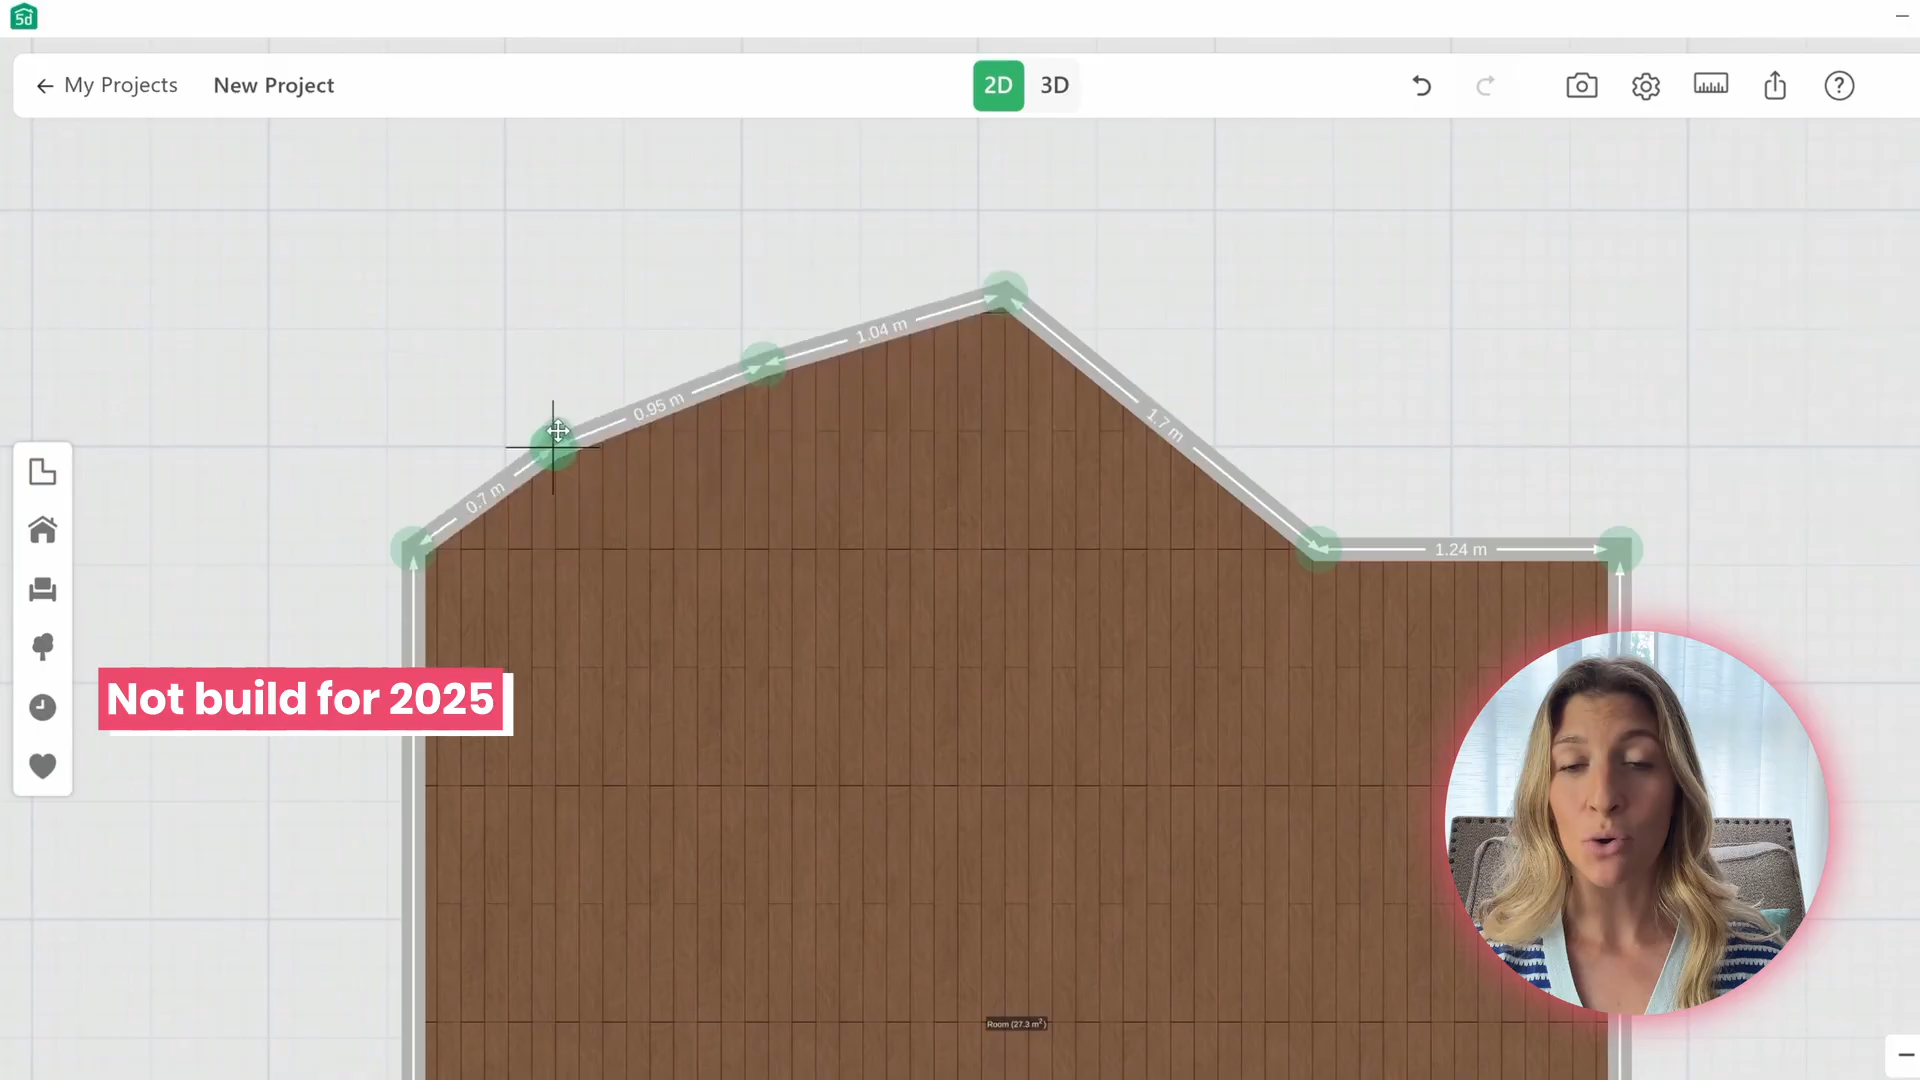 5d
My Projects
New Project
2D
3D
1.04 m
0.95 m
1.7 m
0.7 m
1.24 m
Not build for 2025
Room (27.3 m²)